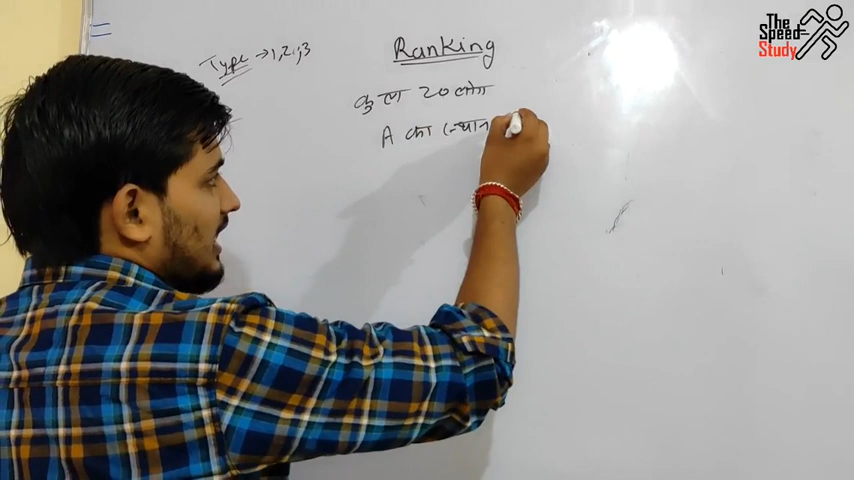 Type → 1, 2, 3
Ranking
कुल 20 लोग
A का स्थान
The
Speed
Study